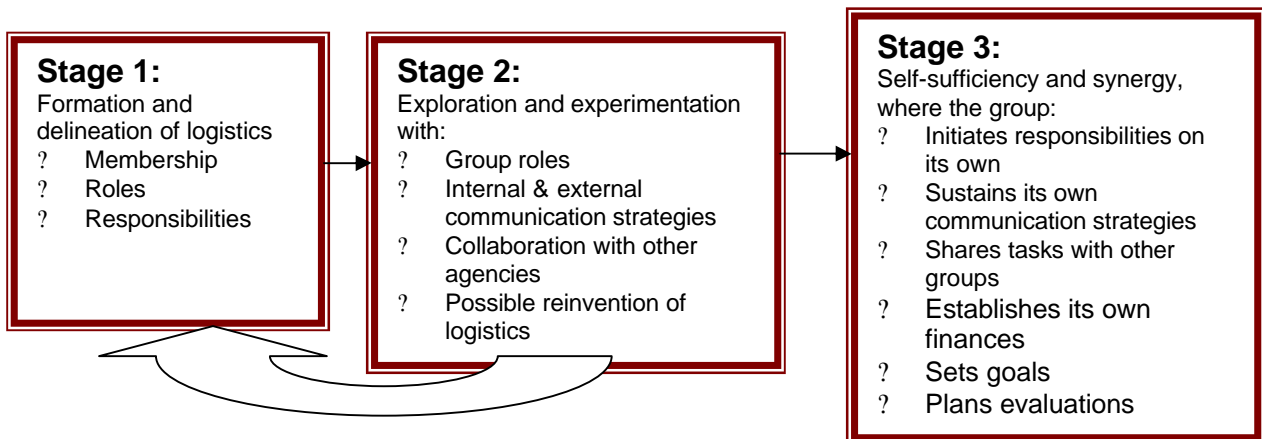 Stage 1:
Formation and
delineation of logistics
? Membership
? Roles
? Responsibilities
Stage 2:
Exploration and experimentation
with:
? Group roles
? Internal & external
communication strategies
? Collaboration with other
agencies
? Possible reinvention of
logistics
Stage 3:
Self-sufficiency and synergy,
where the group:
? Initiates responsibilities on
its own
? Sustains its own
communication strategies
? Shares tasks with other
groups
? Establishes its own
finances
? Sets goals
? Plans evaluations